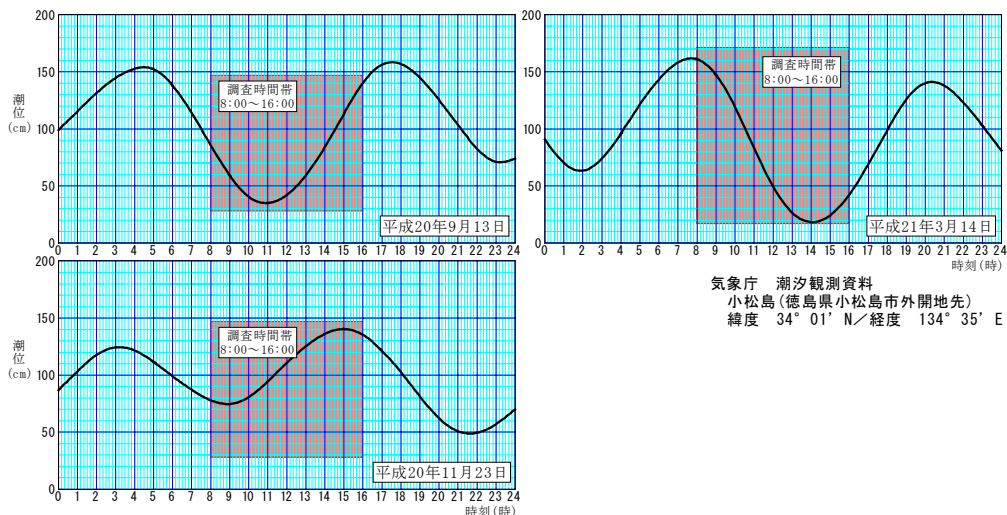 200
150
100
50
0
潮位
(cm)
調査時間帯
8:00～16:00
平成20年9月13日
0 1 2 3 4 5 6 7 8 9 10 11 12 13 14 15 16 17 18 19 20 21 22 23 24
200
150
100
50
0
調査時間帯
8:00～16:00
平成21年3月14日
0 1 2 3 4 5 6 7 8 9 10 11 12 13 14 15 16 17 18 19 20 21 22 23 24
時刻(時)
200
150
100
50
0
潮位
(cm)
調査時間帯
8:00～16:00
平成20年11月23日
0 1 2 3 4 5 6 7 8 9 10 11 12 13 14 15 16 17 18 19 20 21 22 23 24
時刻(時)
気象庁　潮汐観測資料
小松島(徳島県小松島市外開地先)
緯度　34° 01' N／経度　134° 35' E